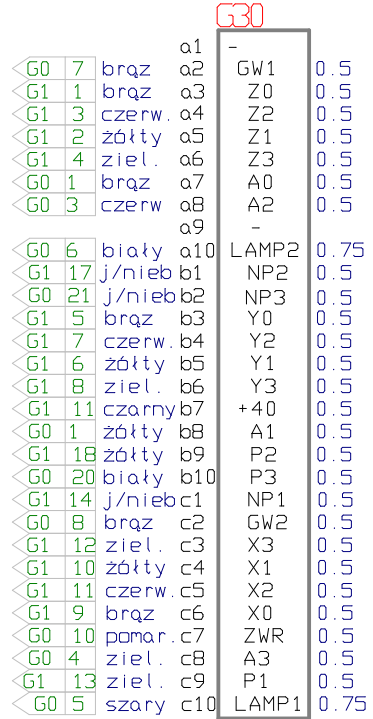 G30
a1 -
G0 7 brąz a2 GW1 0.5
G1 1 brąz a3 Z0 0.5
G1 3 czerw. a4 Z2 0.5
G1 2 żółty a5 Z1 0.5
G1 4 ziel. a6 Z3 0.5
G0 1 brąz a7 A0 0.5
G0 3 czerw a8 A2 0.5
a9 -
G0 6 biały a10 LAMP2 0.75
G1 17 j/nieb b1 NP2 0.5
G0 21 j/nieb b2 NP3 0.5
G1 5 brąz b3 Y0 0.5
G1 7 czerw. b4 Y2 0.5
G1 6 żółty b5 Y1 0.5
G1 8 ziel. b6 Y3 0.5
G1 11 czarny b7 +40 0.5
G0 1 żółty b8 A1 0.5
G1 18 żółty b9 P2 0.5
G0 20 biały b10 P3 0.5
G1 14 j/nieb c1 NP1 0.5
G0 8 brąz c2 GW2 0.5
G1 12 ziel. c3 X3 0.5
G1 10 żółty c4 X1 0.5
G1 11 czerw. c5 X2 0.5
G1 9 brąz c6 X0 0.5
G0 10 pomar. c7 ZWR 0.5
G0 4 ziel. c8 A3 0.5
G1 13 ziel. c9 P1 0.5
G0 5 szary c10 LAMP1 0.75